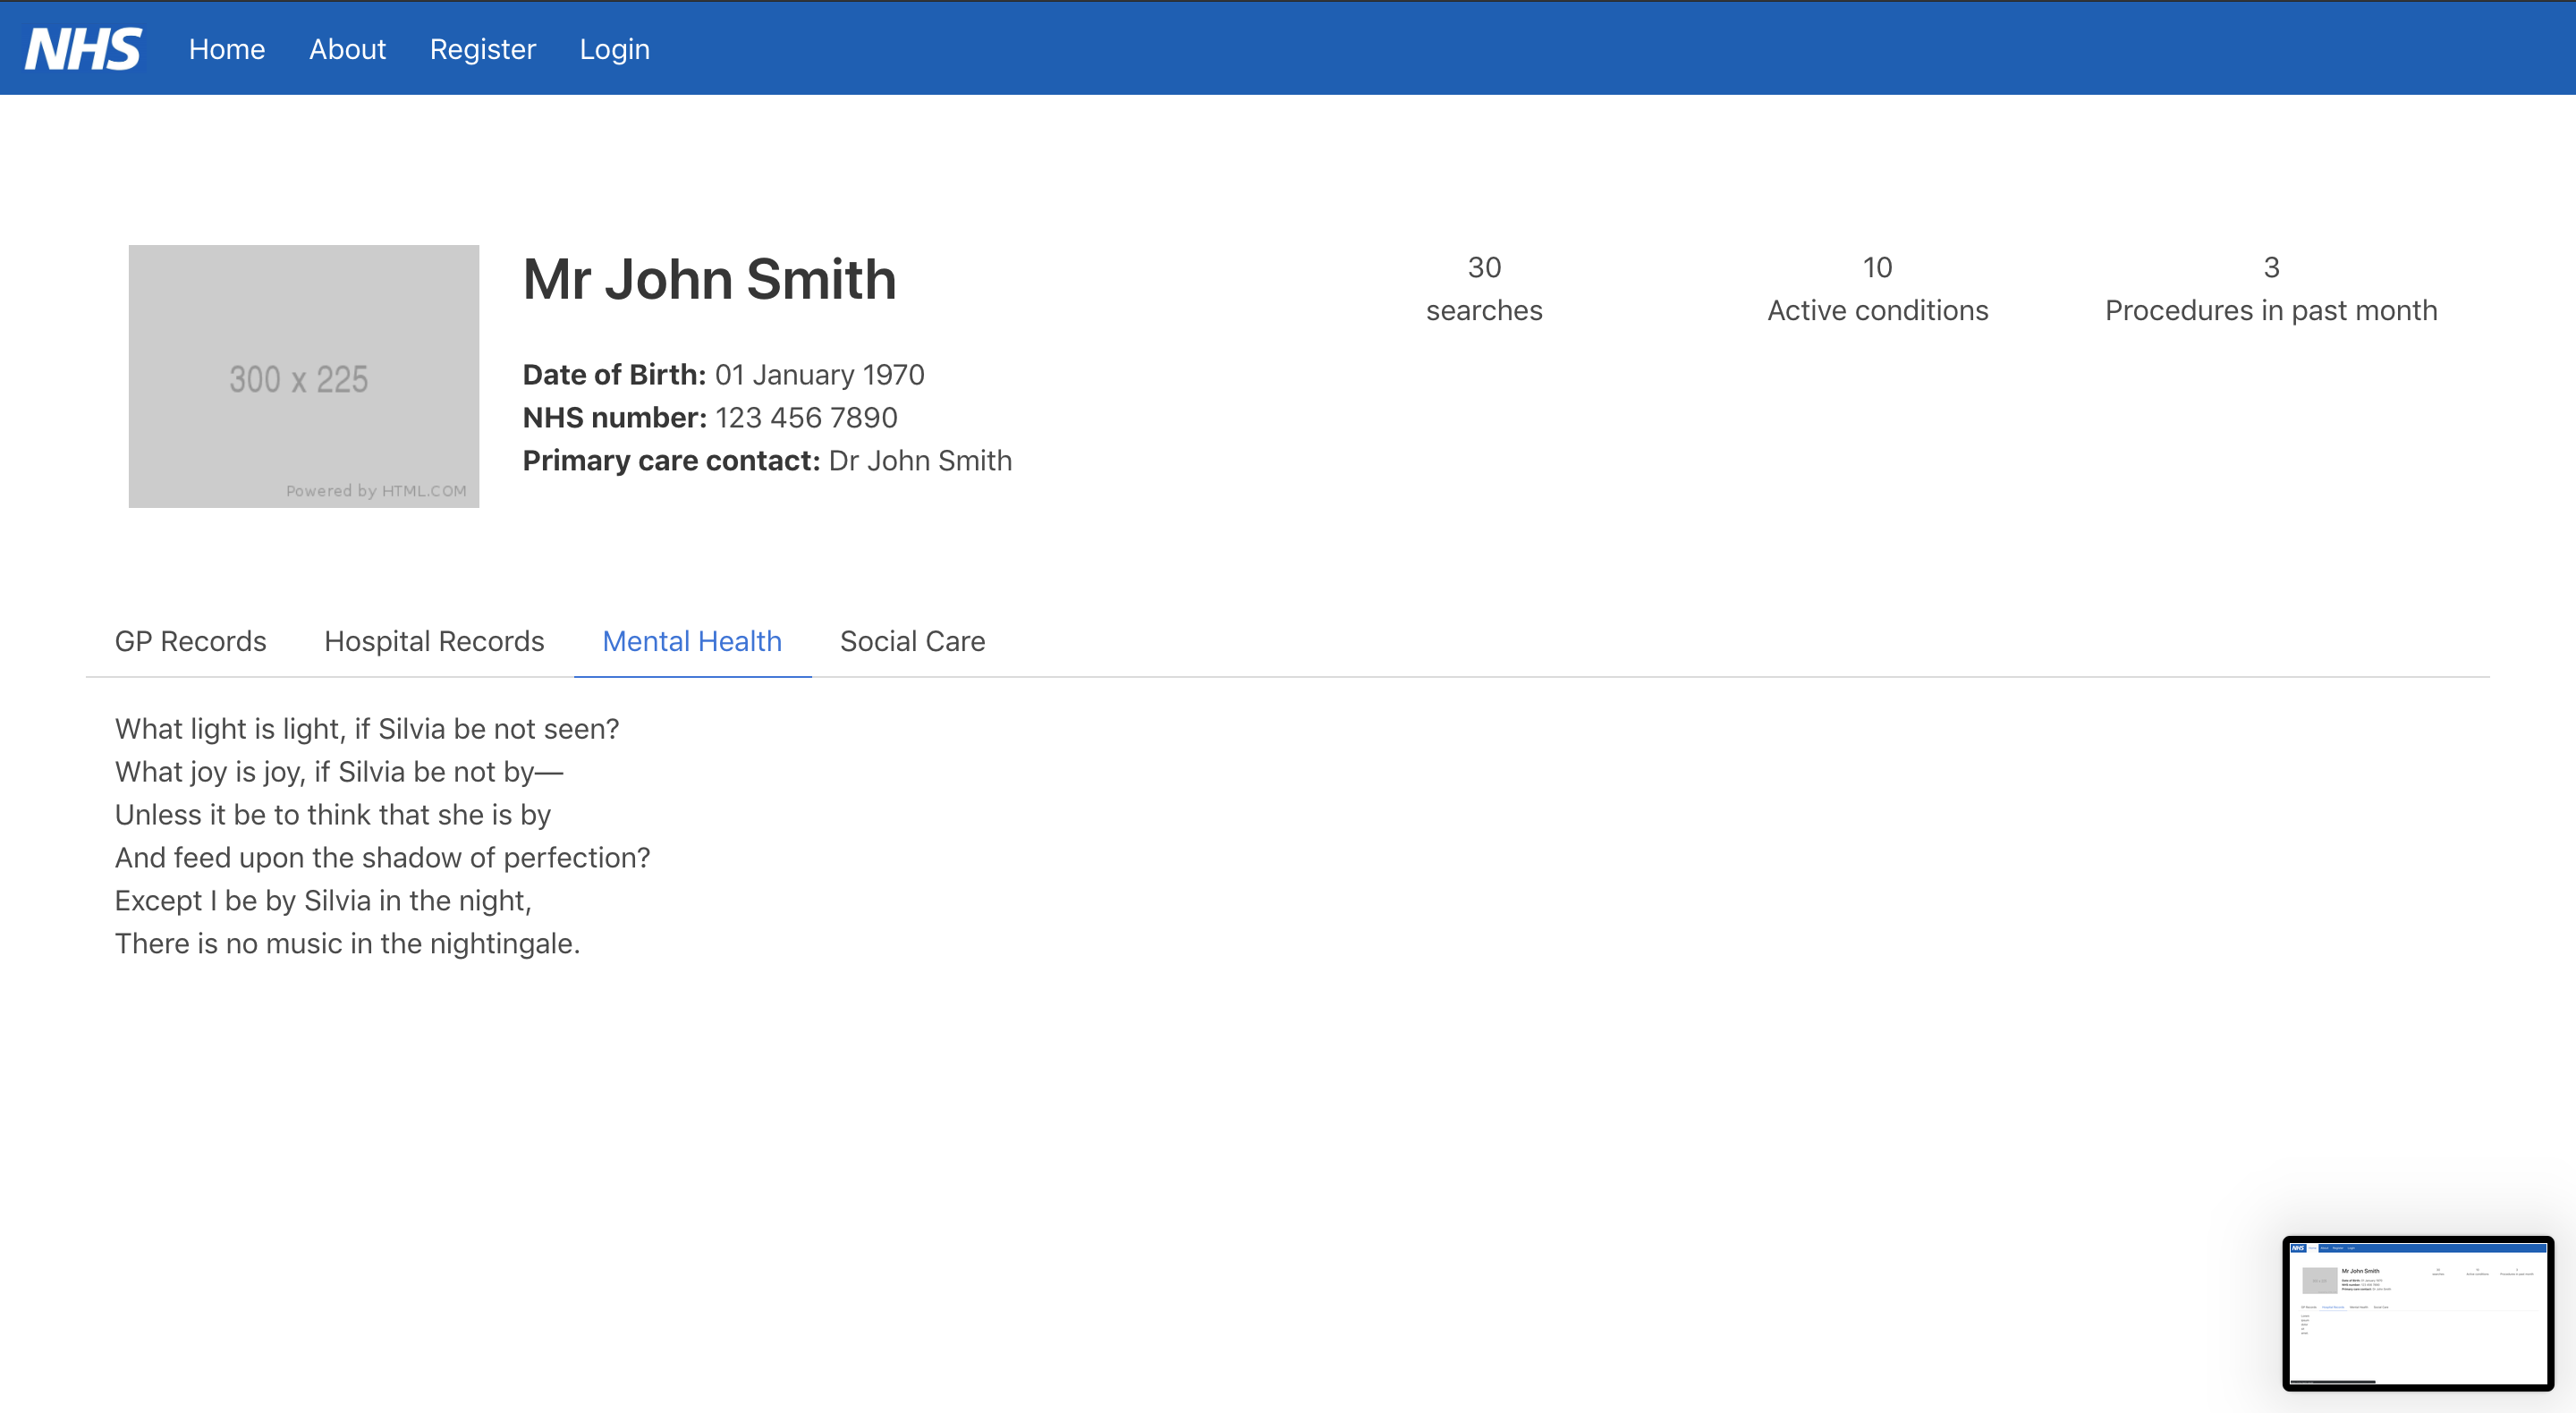 NHS Home About Register Login
Mr John Smith
Date of Birth: 01 January 1970
NHS number: 123 456 7890
Primary care contact: Dr John Smith
30
searches
10
Active conditions
3
Procedures in past month
300 x 225
Powered by HTML.COM
GP Records Hospital Records Mental Health Social Care
What light is light, if Silvia be not seen?
What joy is joy, if Silvia be not by—
Unless it be to think that she is by
And feed upon the shadow of perfection?
Except I be by Silvia in the night,
There is no music in the nightingale.
NHS
Mr John Smith